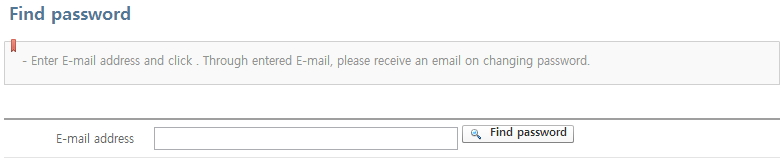 Find password
- Enter E-mail address and click . Through entered E-mail, please receive an email on changing password.
E-mail address Find password